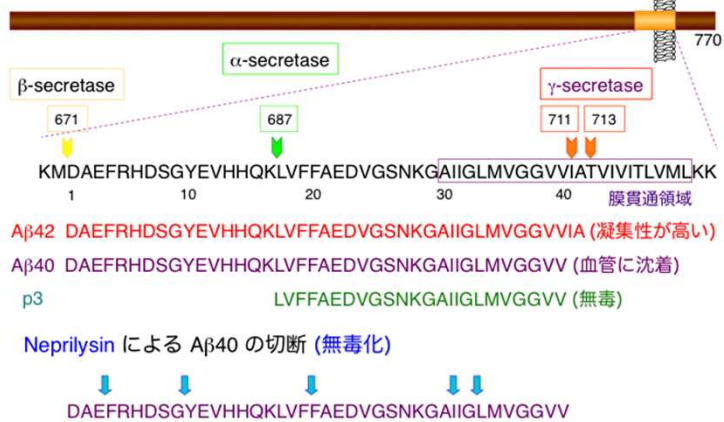 770
α-secretase
β-secretase
γ-secretase
671
687
711
713
KMDAEFRHDSGYEVHHQKLVFFAEDVGSNKGAIIGLMVGGVVIATVIVITLVMLKK
1
10
20
30
40
膜貫通領域
Aβ42 DAEFRHDSGYEVHHQKLVFFAEDVGSNKGAIIGLMVGGVVIA (凝集性が高い)
Aβ40 DAEFRHDSGYEVHHQKLVFFAEDVGSNKGAIIGLMVGGVV (血管に沈着)
p3 LVFFAEDVGSNKGAIIGLMVGGVV (無毒)
Neprilysin による Aβ40 の切断 (無毒化)
DAEFRHDSGYEVHHQKLVFFAEDVGSNKGAIIGLMVGGVV